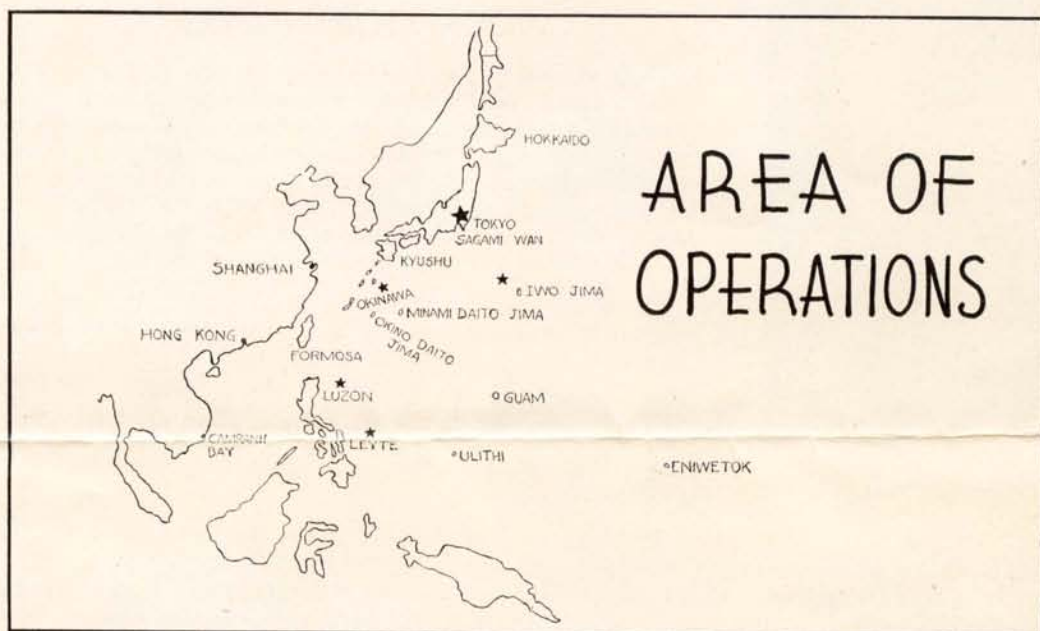 AREA OF
OPERATIONS
HOKKAIDO
TOKYO
SAGAMI WAN
KYUSHU
SHANGHAI
IWO JIMA
OKINAWA
MINAMI DAITO JIMA
OKINO DAITO
JIMA
HONG KONG
FORMOSA
LUZON
GUAM
CAMRANH
BAY
LEYTE
ULITHI
ENIWETOK